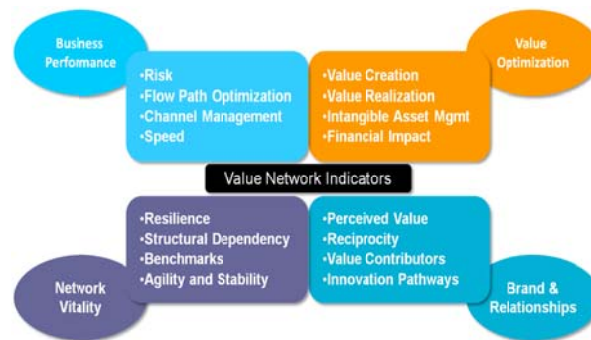 Business
Perfomance
•Risk
•Flow Path Optimization
•Channel Management
•Speed
•Value Creation
•Value Realization
•Intangible Asset Mgmt
•Financial Impact
Value
Optimization
Value Network Indicators
Network
Vitality
•Resilience
•Structural Dependency
•Benchmarks
•Agility and Stability
•Perceived Value
•Reciprocity
•Value Contributors
•Innovation Pathways
Brand &
Relationships